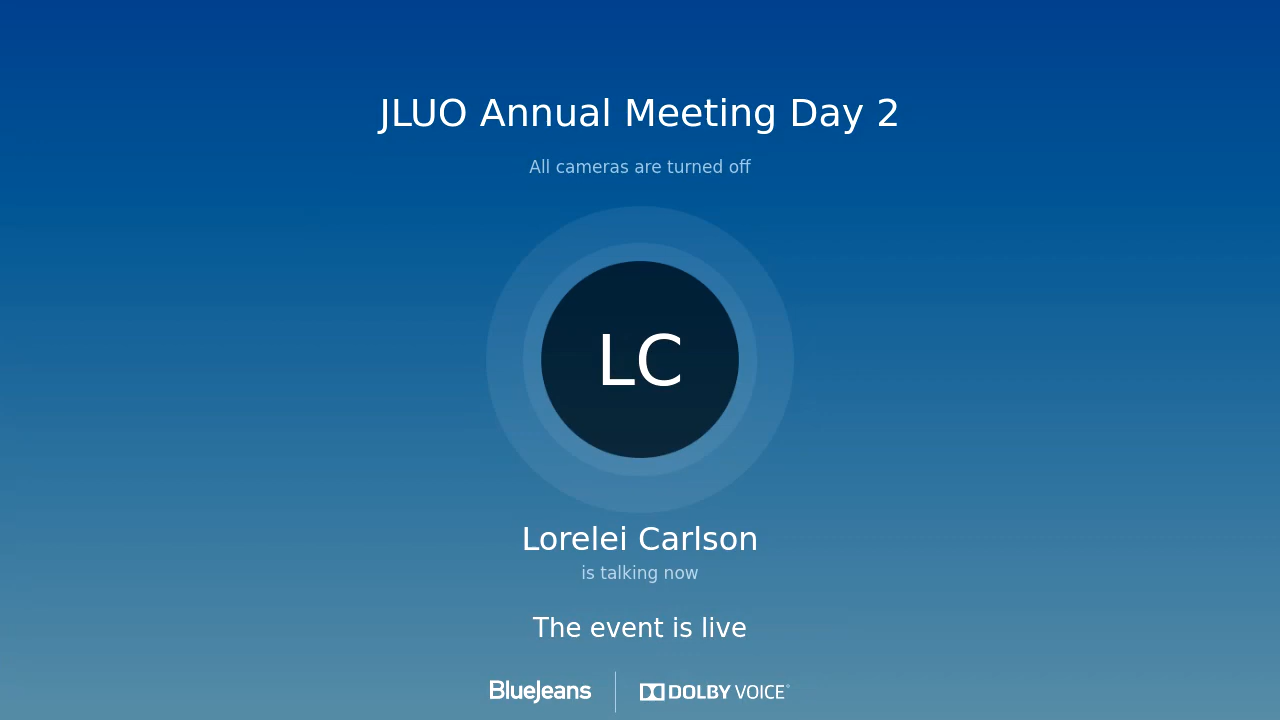 JLUO Annual Meeting Day 2
All cameras are turned off
LC
Lorelei Carlson
is talking now
The event is live
BlueJeans DOLBY VOICE